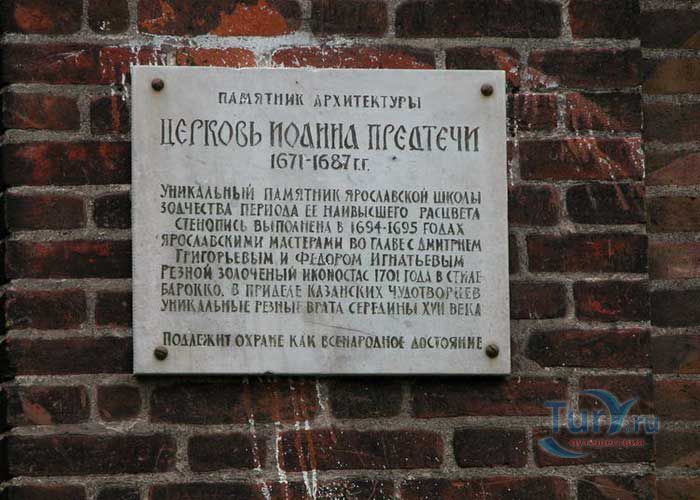 ПАМЯТНИК АРХИТЕКТУРЫ
ЦЕРКОВЬ ИОАННА ПРЕДТЕЧИ
1671-1687 Г.Г.
УНИКАЛЬНЫЙ ПАМЯТНИК ЯРОСЛАВСКОЙ ШКОЛЫ
ЗОДЧЕСТВА ПЕРИОДА ЕЕ НАИВЫСШЕГО РАСЦВЕТА
СТЕНОПИСЬ ВЫПОЛНЕНА В 1694-1695 ГОДАХ
ЯРОСЛАВСКИМИ МАСТЕРАМИ ВО ГЛАВЕ С ДМИТРИЕМ
ГРИГОРЬЕВЫМ И ФЕДОРОМ ИГНАТЬЕВЫМ
РЕЗНОЙ ЗОЛОЧЕНЫЙ ИКОНОСТАС 1701 ГОДА В СТИЛЕ
БАРОККО, В ПРИДЕЛЕ КАЗАНСКИХ ЧУДОТВОРЦЕВ
УНИКАЛЬНЫЕ РЕЗНЫЕ ВРАТА СЕРЕДИНЫ XVII ВЕКА
ПОДЛЕЖИТ ОХРАНЕ КАК ВСЕНАРОДНОЕ ДОСТОЯНИЕ
TurY.ru
путешествия